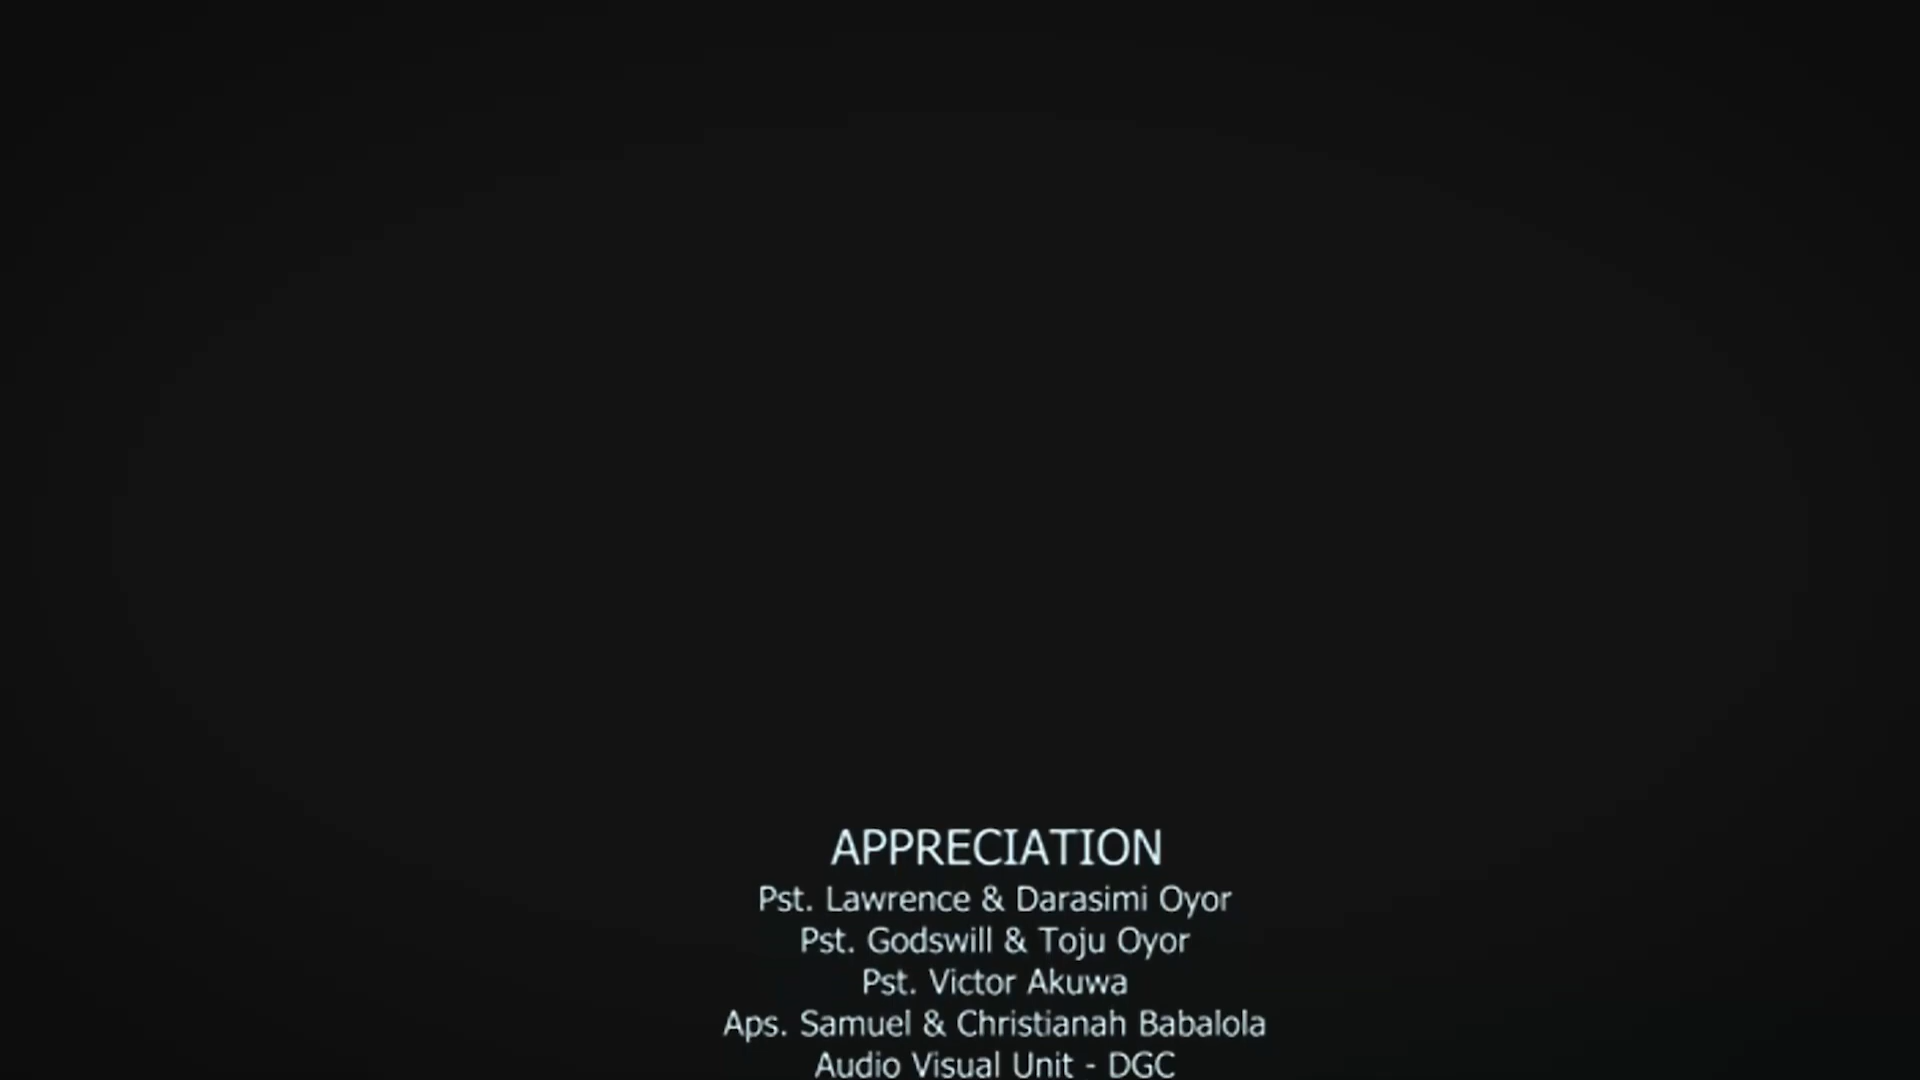 APPRECIATION
Pst. Lawrence & Darasimi Oyor
Pst. Godswill & Toju Oyor
Pst. Victor Akuwa
Aps. Samuel & Christianah Babalola
Audio Visual Unit - DGC